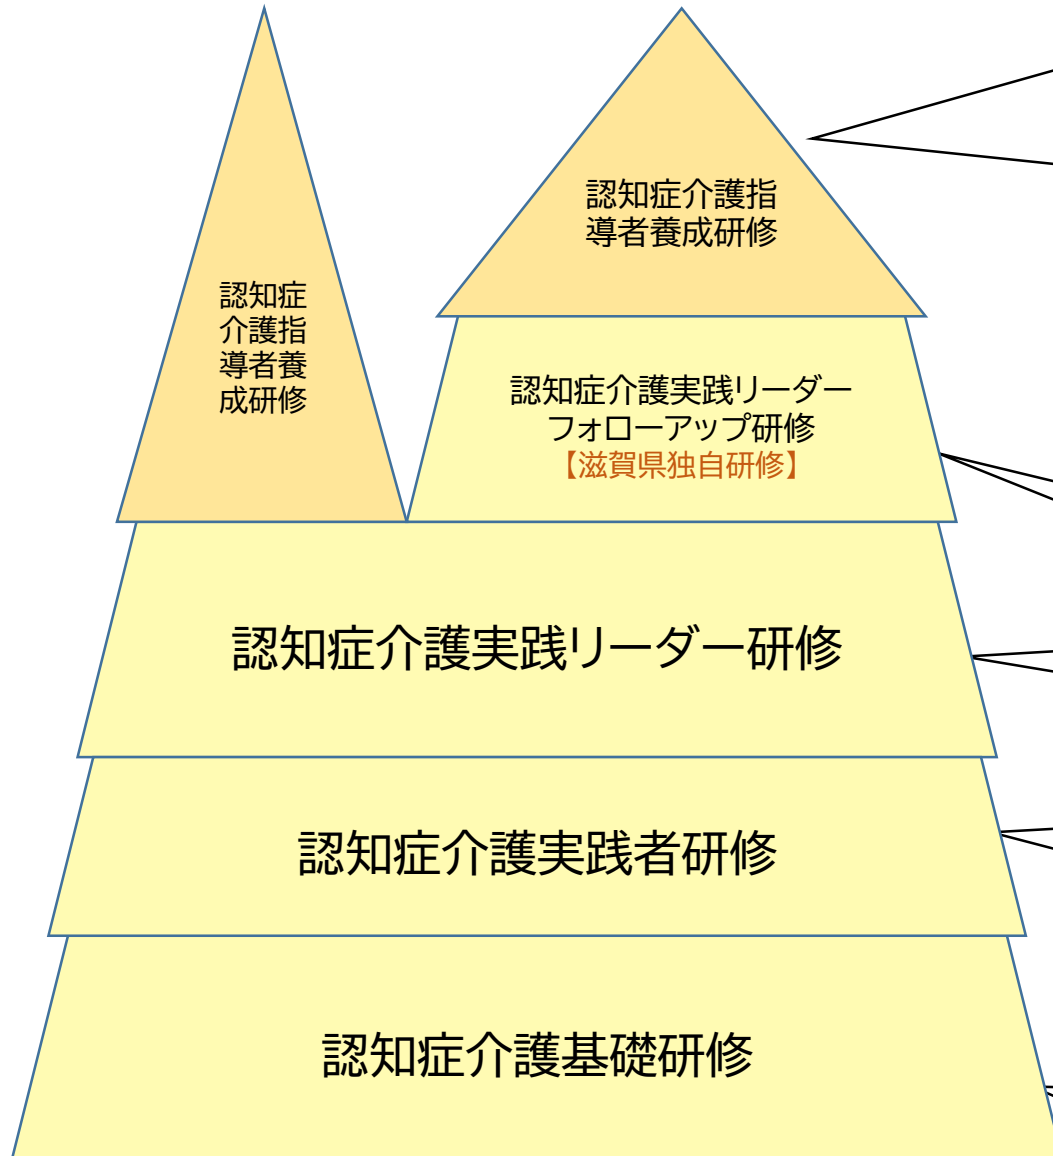 認知症介護指
導者養成研修
認知症
介護指
導者養
成研修
認知症介護実践リーダー
フォローアップ研修
【滋賀県独自研修】
認知症介護実践リーダー研修
認知症介護実践者研修
認知症介護基礎研修